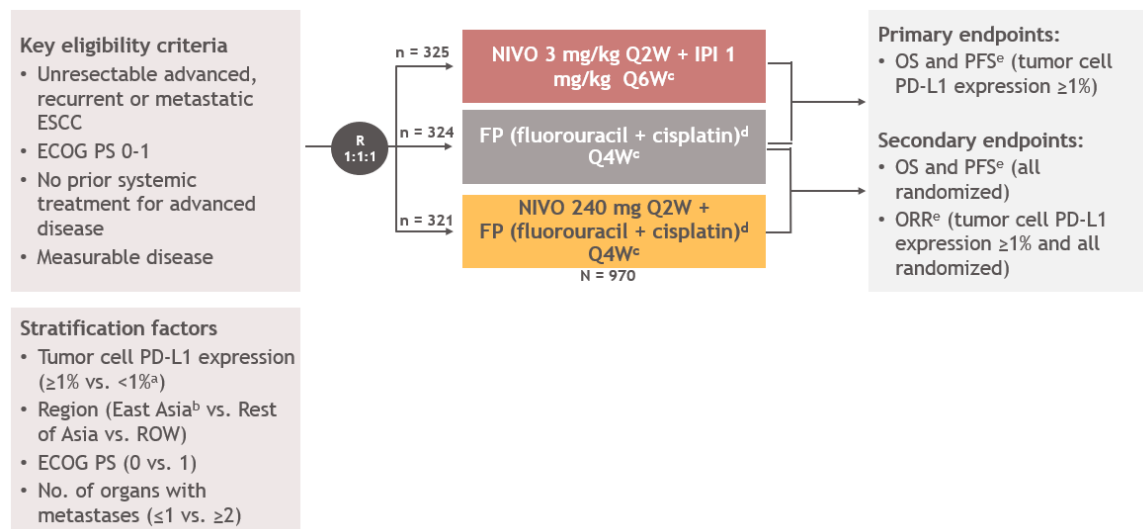 Key eligibility criteria
• Unresectable advanced,
recurrent or metastatic
ESCC
• ECOG PS 0-1
• No prior systemic
treatment for advanced
disease
• Measurable disease
R
1:1:1
n = 325
NIVO 3 mg/kg Q2W + IPI 1
mg/kg Q6Wᶜ
n = 324
FP (fluorouracil + cisplatin)ᵈ
Q4Wᶜ
n = 321
NIVO 240 mg Q2W +
FP (fluorouracil + cisplatin)ᵈ
Q4Wᶜ
N = 970
Primary endpoints:
• OS and PFSᵉ (tumor cell
PD-L1 expression ≥1%)
Secondary endpoints:
• OS and PFSᵉ (all
randomized)
• ORRᵉ (tumor cell PD-L1
expression ≥1% and all
randomized)
Stratification factors
• Tumor cell PD-L1 expression
(≥1% vs. <1%ᵃ)
• Region (East Asiaᵇ vs. Rest
of Asia vs. ROW)
• ECOG PS (0 vs. 1)
• No. of organs with
metastases (≤1 vs. ≥2)